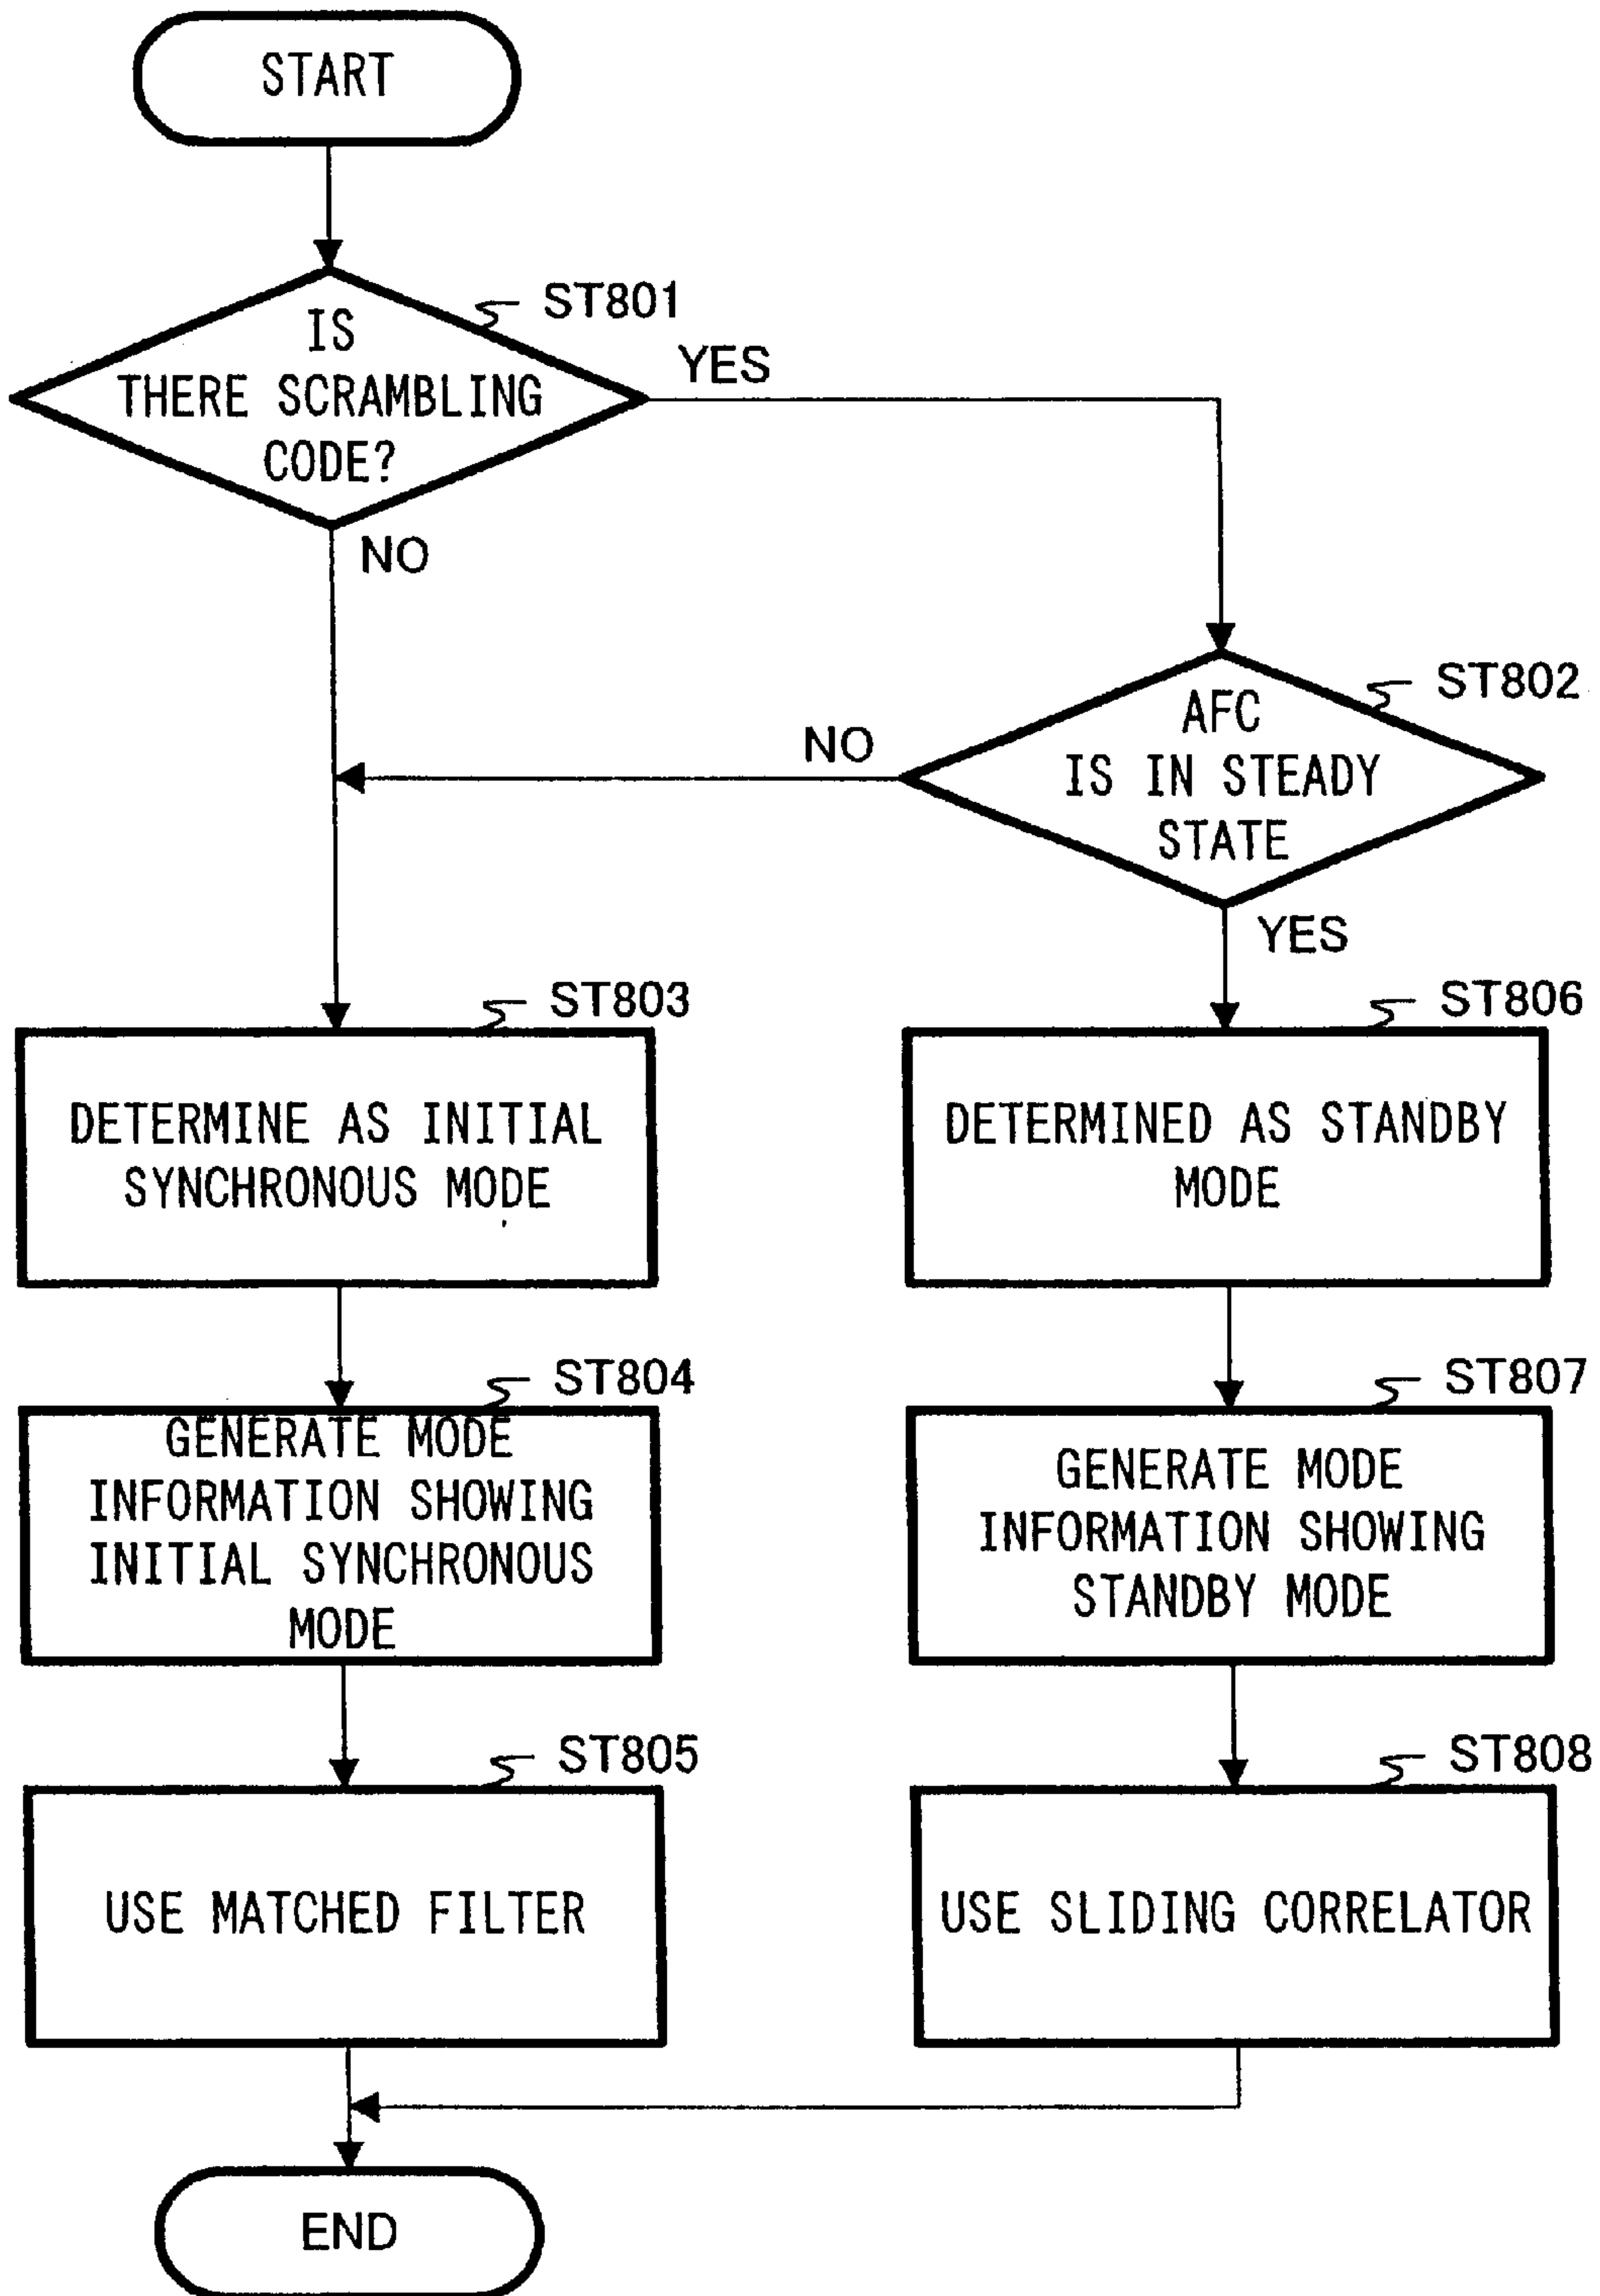 START
ST801
IS
THERE SCRAMBLING
CODE?
YES
NO
ST802
AFC
IS IN STEADY
STATE
NO
YES
ST803
DETERMINE AS INITIAL
SYNCHRONOUS MODE
ST806
DETERMINED AS STANDBY
MODE
ST804
GENERATE MODE
INFORMATION SHOWING
INITIAL SYNCHRONOUS
MODE
ST807
GENERATE MODE
INFORMATION SHOWING
STANDBY MODE
ST805
USE MATCHED FILTER
ST808
USE SLIDING CORRELATOR
END